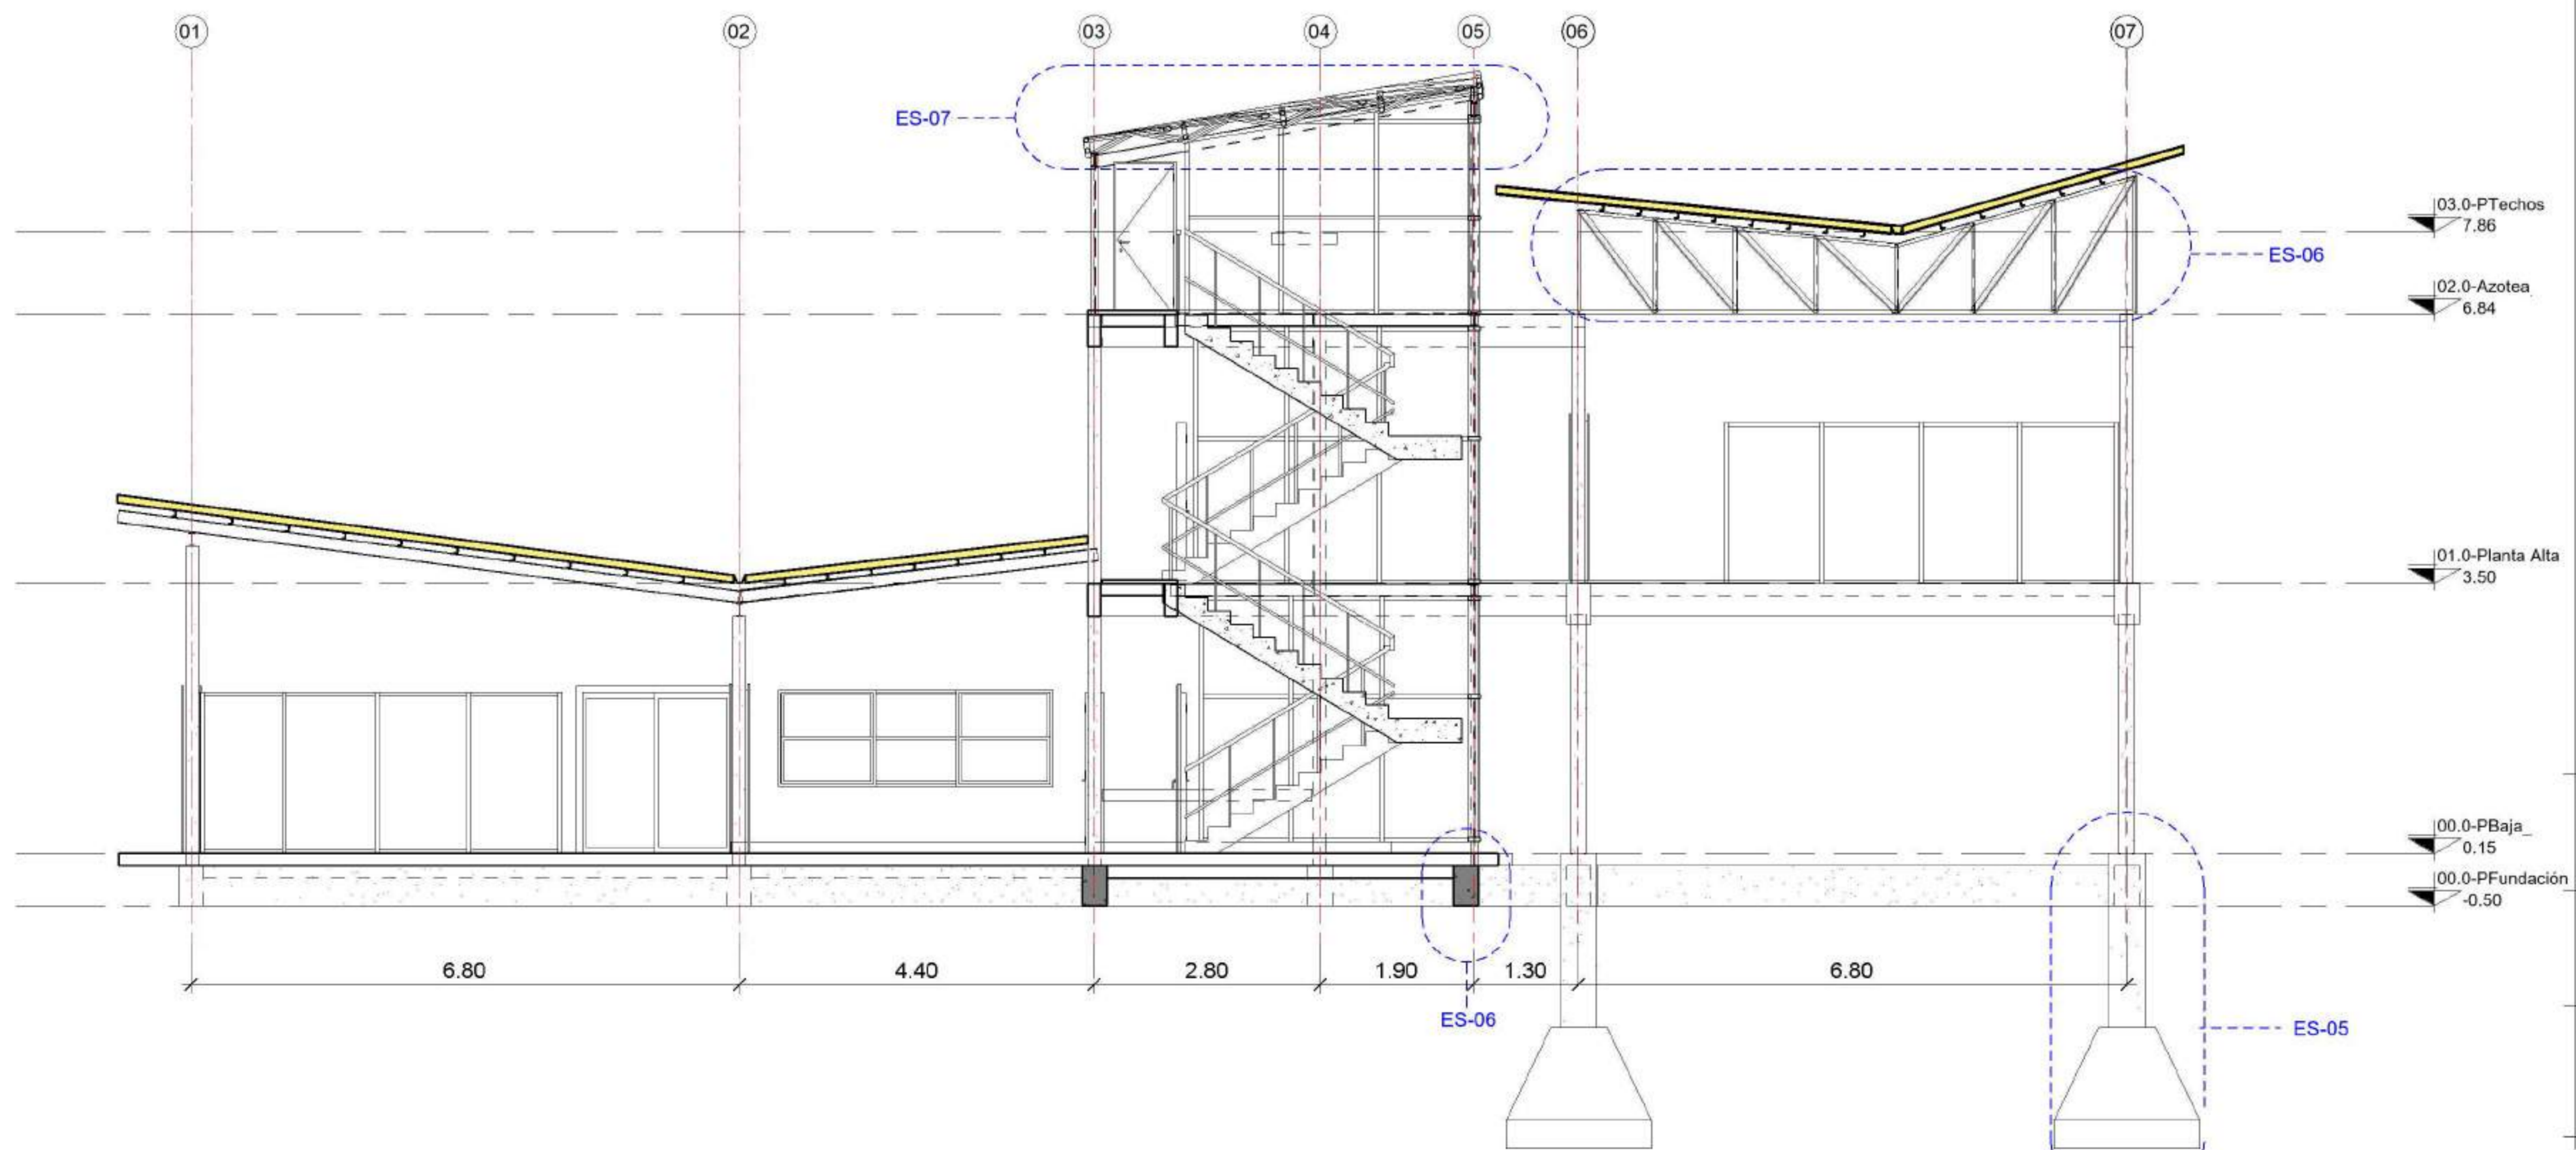 01
02
03
04
05
06
07
ES-07
03.0-PTechos
7.86
ES-06
02.0-Azotea
6.84
01.0-Planta Alta
3.50
00.0-PBaja
0.15
00.0-PFundación
-0.50
6.80
4.40
2.80
1.90
1.30
6.80
ES-06
ES-05